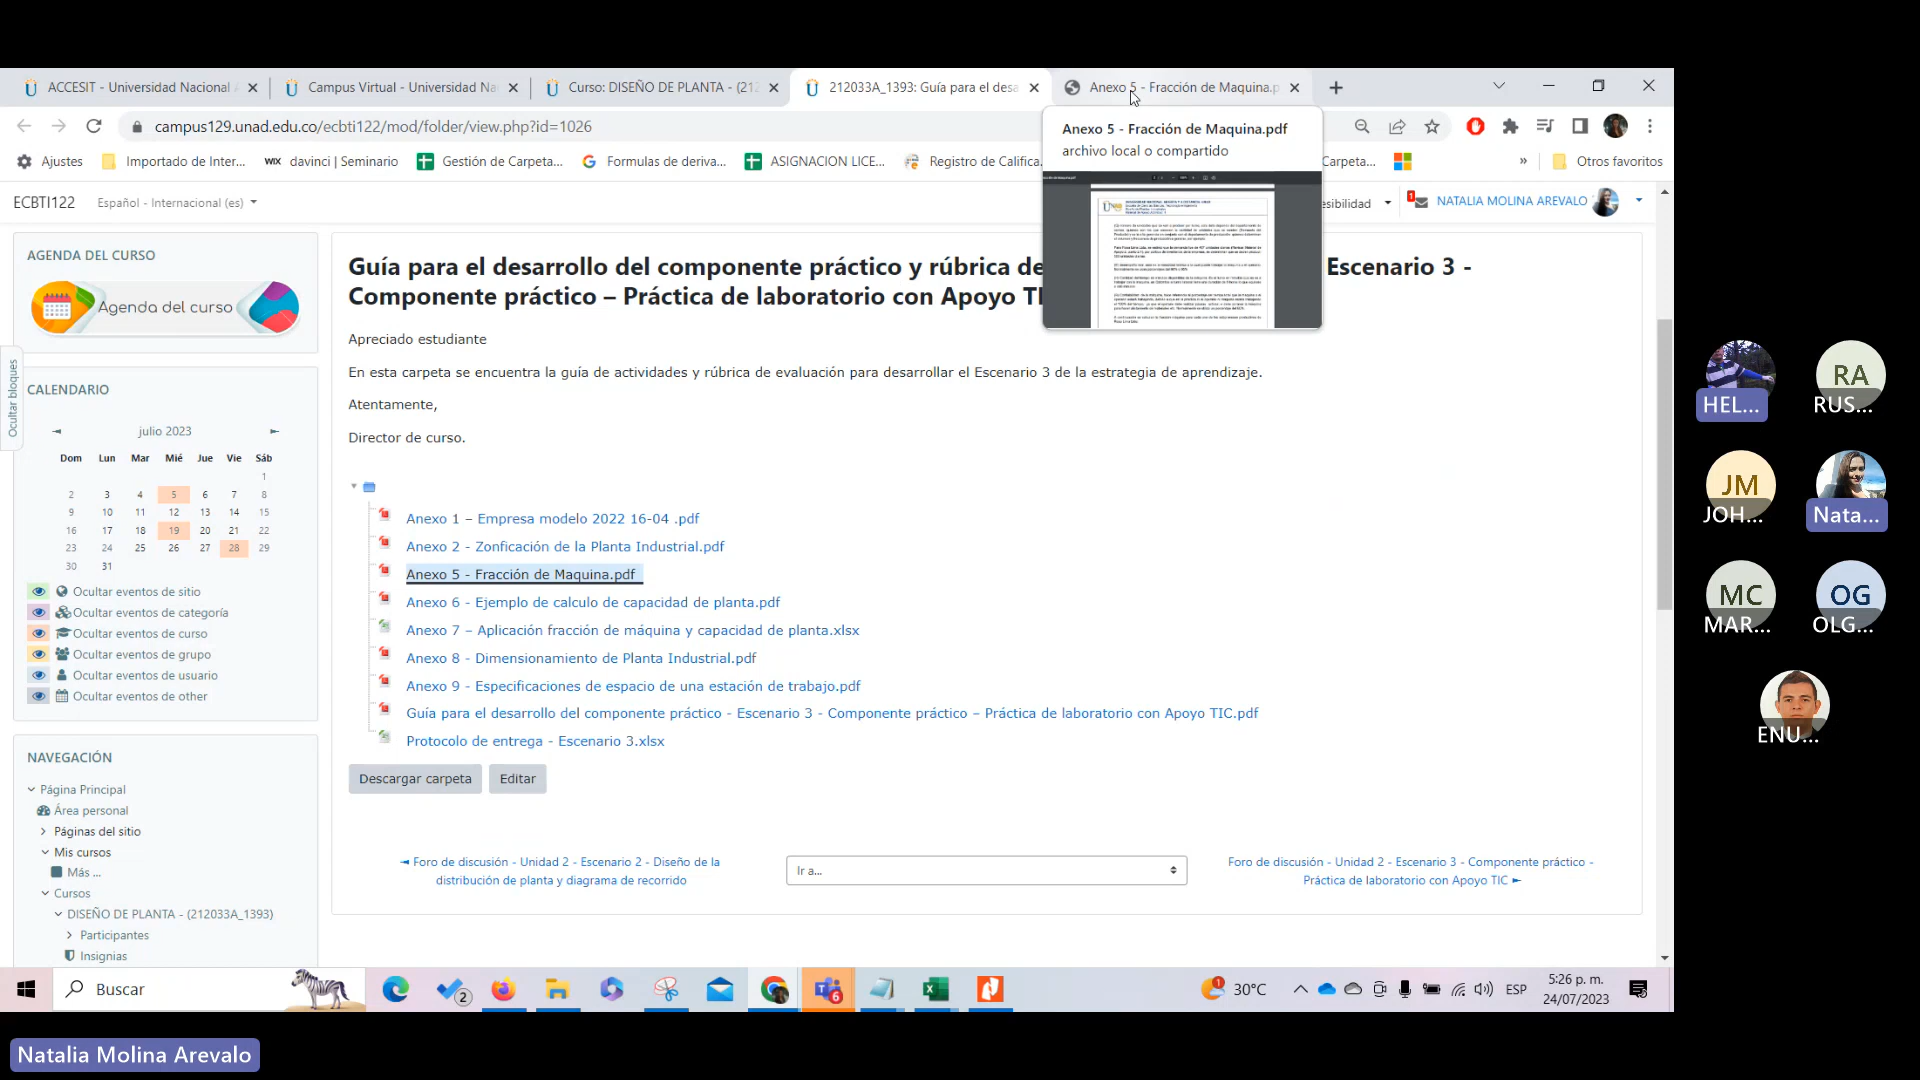 ACCESIT - Universidad Nacional
Campus Virtual - Universidad Na
Curso: DISEÑO DE PLANTA - (212
212033A_1393: Guía para el desa
Anexo 5 - Fracción de Maquina.p
campus129.unad.edu.co/ecbti122/mod/folder/view.php?id=1026
Ajustes
Importado de Inter...
WIX davinci | Seminario
Gestión de Carpeta...
Formulas de deriva...
ASIGNACION LICE...
Registro de Califica.
Carpeta...
»
Otros favoritos
Anexo 5 - Fracción de Maquina.pdf
archivo local o compartido
ECBTI122
Español - Internacional (es)
esibilidad
1
NATALIA MOLINA AREVALO
AGENDA DEL CURSO
Agenda del curso
Ocultar bloques
CALENDARIO
◄ julio 2023 ►
Dom Lun Mar Mié Jue Vie Sáb
1
2 3 4 5 6 7 8
9 10 11 12 13 14 15
16 17 18 19 20 21 22
23 24 25 26 27 28 29
30 31
Ocultar eventos de sitio
Ocultar eventos de categoría
Ocultar eventos de curso
Ocultar eventos de grupo
Ocultar eventos de usuario
Ocultar eventos de other
NAVEGACIÓN
Página Principal
Área personal
Páginas del sitio
Mis cursos
Más ...
Cursos
DISEÑO DE PLANTA - (212033A_1393)
Participantes
Insignias
Guía para el desarrollo del componente práctico y rúbrica de Escenario 3 -
Componente práctico – Práctica de laboratorio con Apoyo TI
Apreciado estudiante
En esta carpeta se encuentra la guía de actividades y rúbrica de evaluación para desarrollar el Escenario 3 de la estrategia de aprendizaje.
Atentamente,
Director de curso.
Anexo 1 – Empresa modelo 2022 16-04 .pdf
Anexo 2 - Zonficación de la Planta Industrial.pdf
Anexo 5 - Fracción de Maquina.pdf
Anexo 6 - Ejemplo de calculo de capacidad de planta.pdf
Anexo 7 – Aplicación fracción de máquina y capacidad de planta.xlsx
Anexo 8 - Dimensionamiento de Planta Industrial.pdf
Anexo 9 - Especificaciones de espacio de una estación de trabajo.pdf
Guía para el desarrollo del componente práctico - Escenario 3 - Componente práctico – Práctica de laboratorio con Apoyo TIC.pdf
Protocolo de entrega - Escenario 3.xlsx
Descargar carpeta
Editar
◄ Foro de discusión - Unidad 2 - Escenario 2 - Diseño de la
distribución de planta y diagrama de recorrido
Ir a...
Foro de discusión - Unidad 2 - Escenario 3 - Componente práctico -
Práctica de laboratorio con Apoyo TIC ►
HEL...
RA
RUS...
JM
JOH...
Nata...
MC
MAR...
OG
OLG...
ENU...
Buscar
2
6
1
30°C
ESP
5:26 p. m.
24/07/2023
Natalia Molina Arevalo